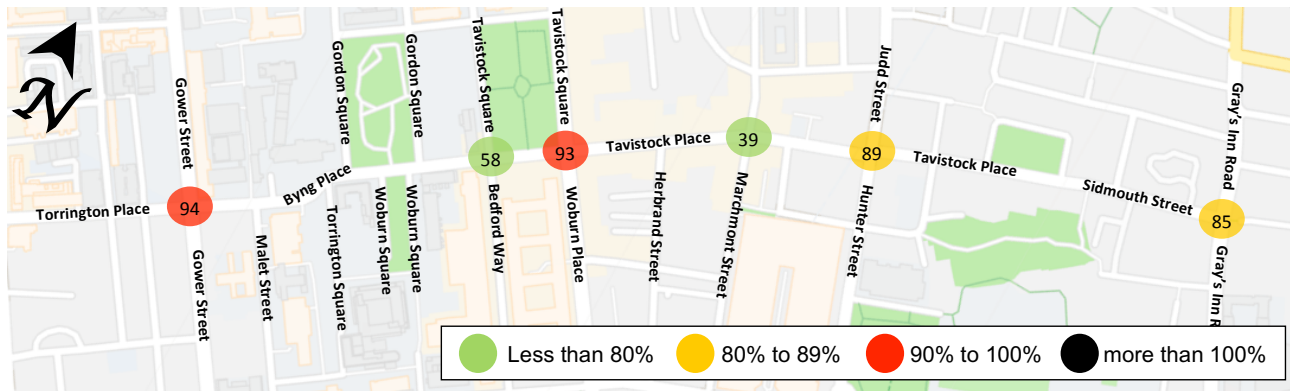 N
Gower Street
Gordon Square
Gordon Square
Tavistock Square
Tavistock Square
Judd Street
Gray's Inn Road
Torrington Place
94
Byng Place
58
93
Tavistock Place
39
89
Tavistock Place
Sidmouth Street
85
Gower Street
Malet Street
Torrington Square
Woburn Square
Woburn Square
Bedford Way
Woburn Place
Herbrand Street
Marchmont Street
Hunter Street
Gray's Inn R
Less than 80%
80% to 89%
90% to 100%
more than 100%